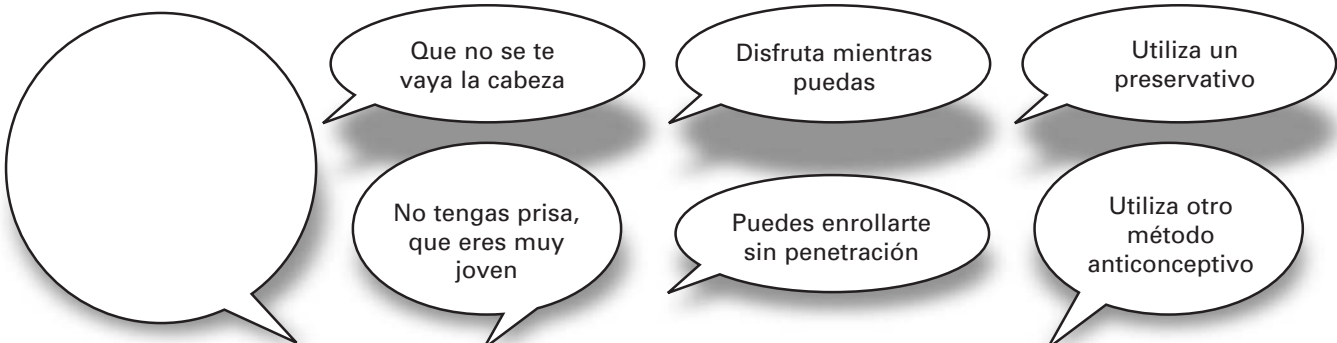 Que no se te
vaya la cabeza
Disfruta mientras
puedas
Utiliza un
preservativo
No tengas prisa,
que eres muy
joven
Puedes enrollarte
sin penetración
Utiliza otro
método
anticonceptivo